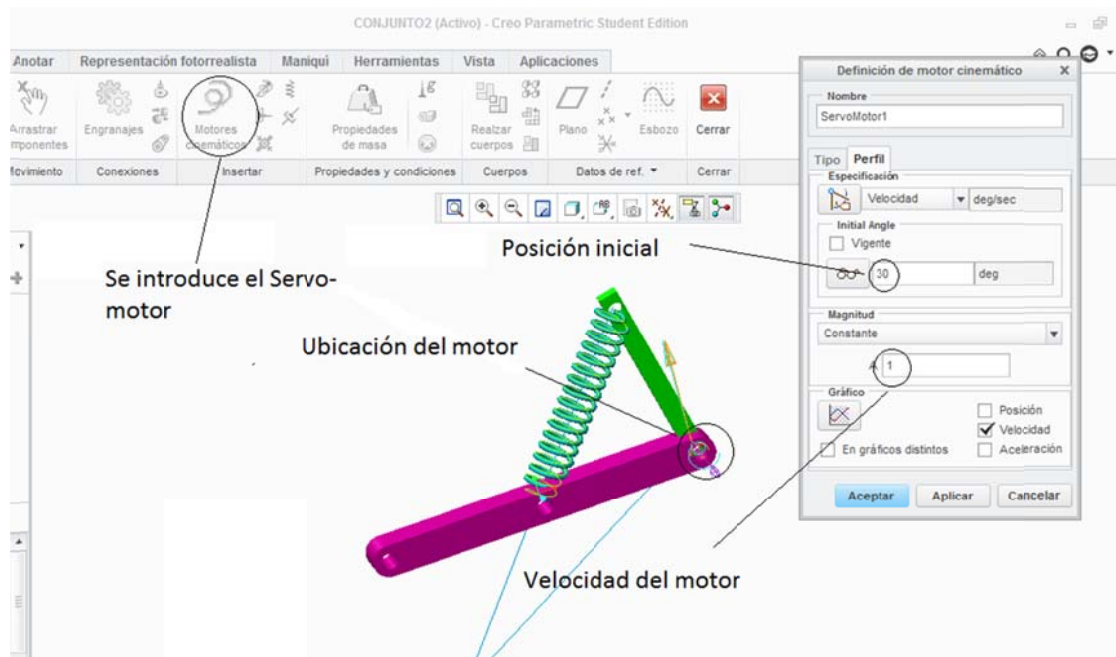 CONJUNTO2 (Activo) - Creo Parametric Student Edition
Anotar Representación fotorrealista Maniquí Herramientas Vista Aplicaciones
Arrastrar
Engranajes
Motores
cinemáticos
Propiedades
de masa
Realzar
cuerpos
Plano
Esbozo
Cerrar
Movimiento Conexiones Insertar Propiedades y condiciones Cuerpos Datos de ref. Cerrar
Definición de motor cinemático X
Nombre
ServoMotor1
Tipo Perfil
Especificación
Velocidad deg/sec
Initial Angle
Vigente
30 deg
Magnitud
Constante
A 1
Gráfico
Posición
Velocidad
En gráficos distintos Aceleración
Aceptar Aplicar Cancelar
Posición inicial
Se introduce el Servo-
motor
Ubicación del motor
Velocidad del motor